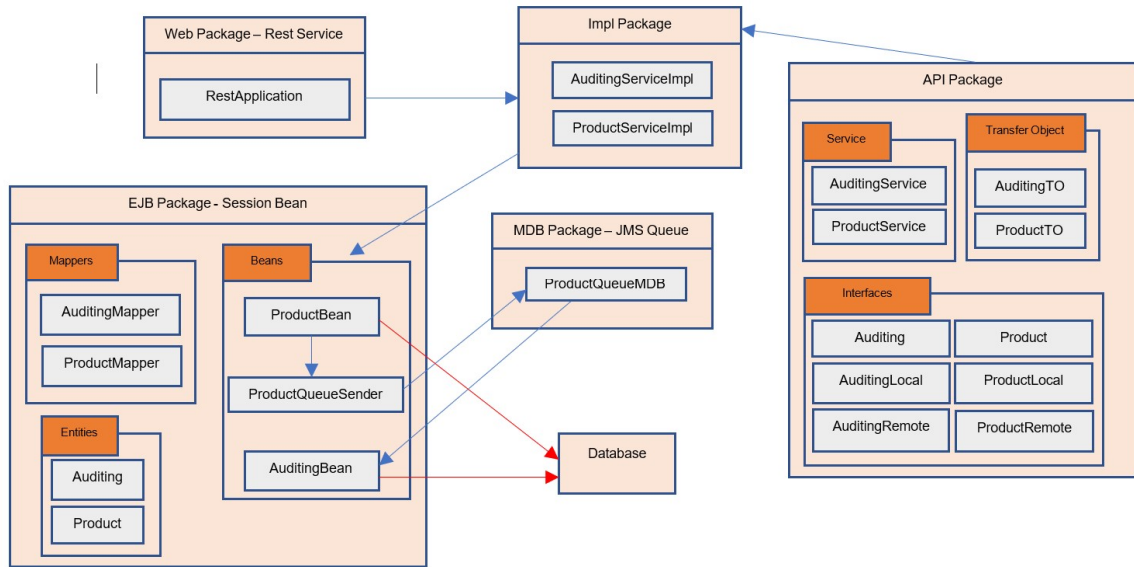 Web Package – Rest Service
RestApplication
Impl Package
AuditingServiceImpl
ProductServiceImpl
API Package
Service
AuditingService
ProductService
Transfer Object
AuditingTO
ProductTO
Interfaces
Auditing
Product
AuditingLocal
ProductLocal
AuditingRemote
ProductRemote
EJB Package - Session Bean
Mappers
AuditingMapper
ProductMapper
Entities
Auditing
Product
Beans
ProductBean
ProductQueueSender
AuditingBean
MDB Package – JMS Queue
ProductQueueMDB
Database